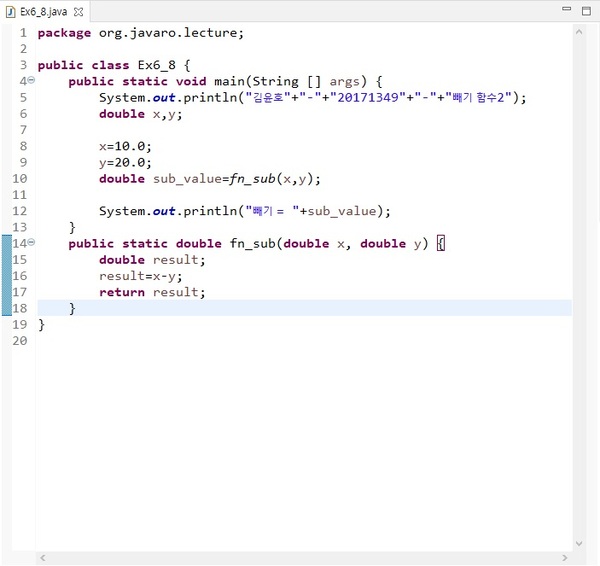 Ex6_8.java
1 package org.javaro.lecture;
2
3 public class Ex6_8 {
4 public static void main(String [] args) {
5 System.out.println("김윤호"+"-"+"20171349"+"-"+"빼기 함수2");
6 double x,y;
7
8 x=10.0;
9 y=20.0;
10 double sub_value=fn_sub(x,y);
11
12 System.out.println("빼기 = "+sub_value);
13 }
14 public static double fn_sub(double x, double y) {
15 double result;
16 result=x-y;
17 return result;
18 }
19 }
20